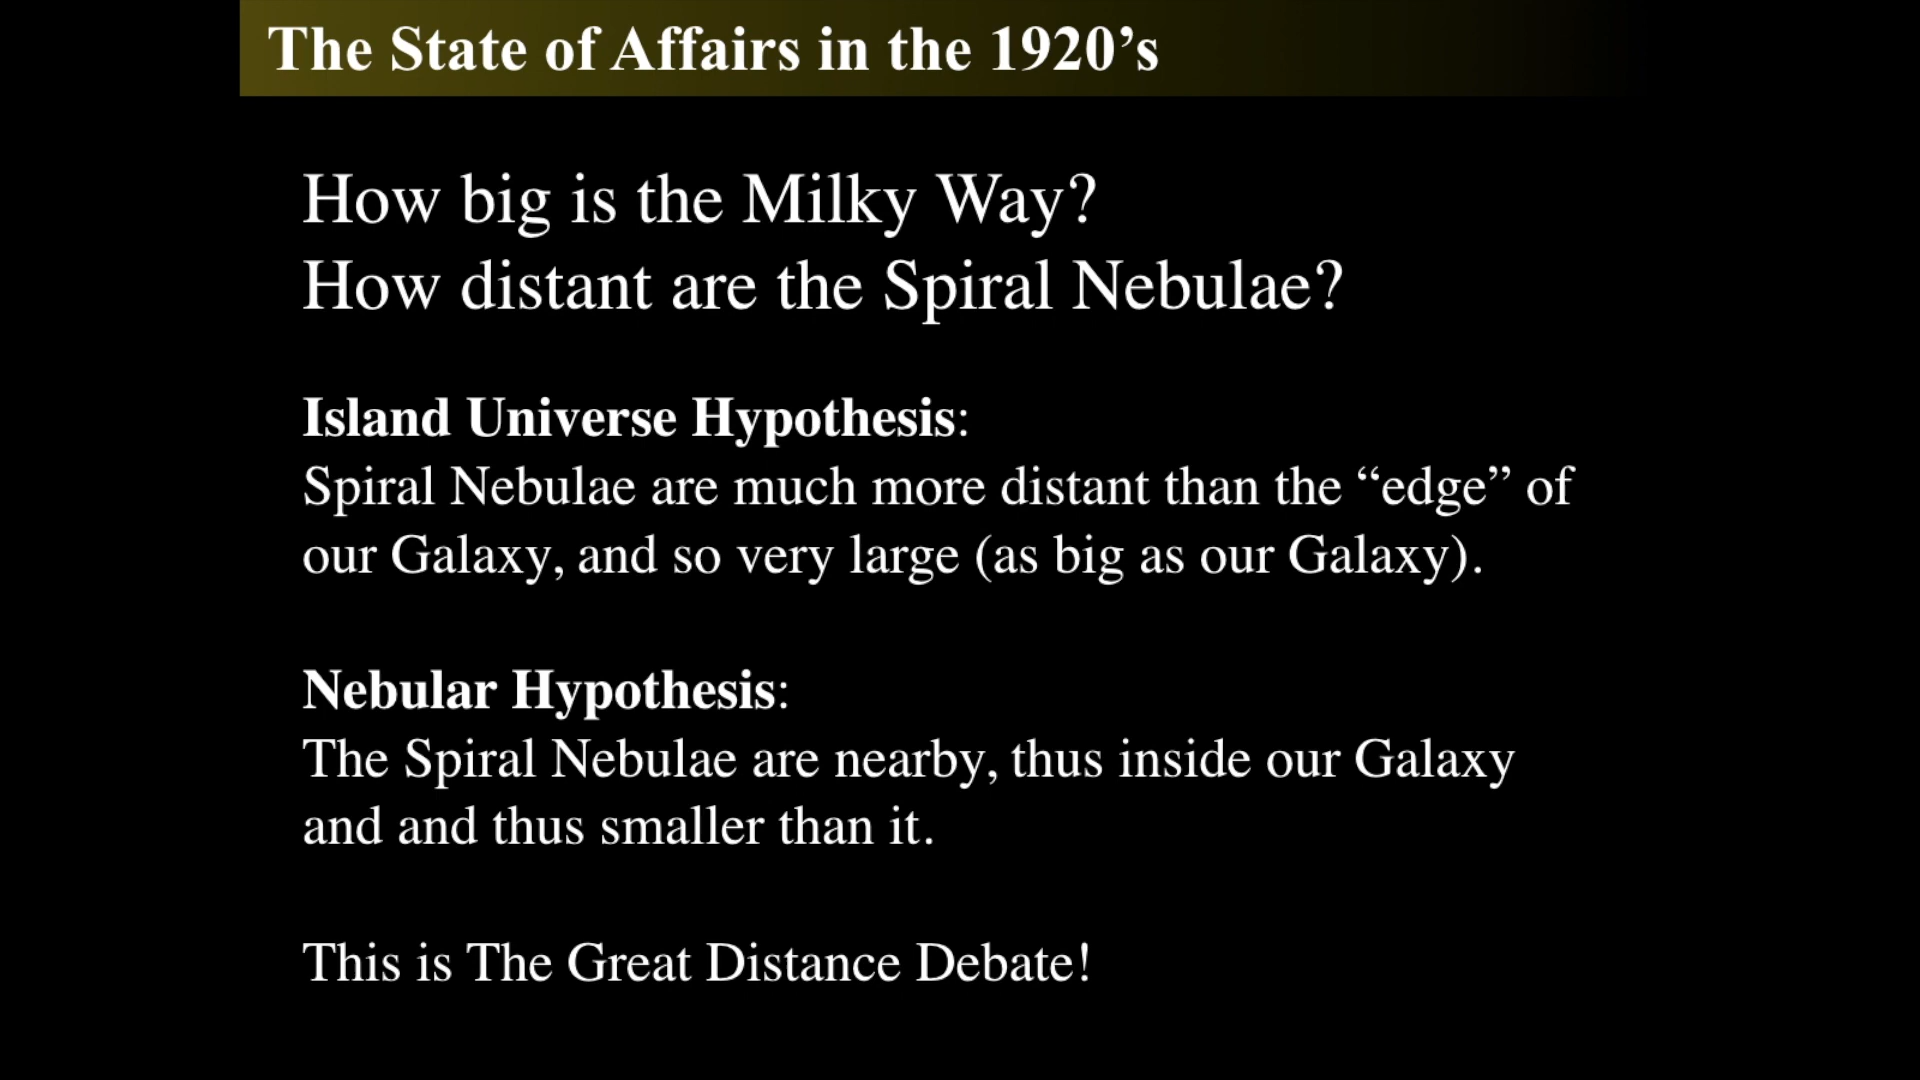 The State of Affairs in the 1920’s
How big is the Milky Way?
How distant are the Spiral Nebulae?
Island Universe Hypothesis:
Spiral Nebulae are much more distant than the “edge” of
our Galaxy, and so very large (as big as our Galaxy).
Nebular Hypothesis:
The Spiral Nebulae are nearby, thus inside our Galaxy
and and thus smaller than it.
This is The Great Distance Debate!